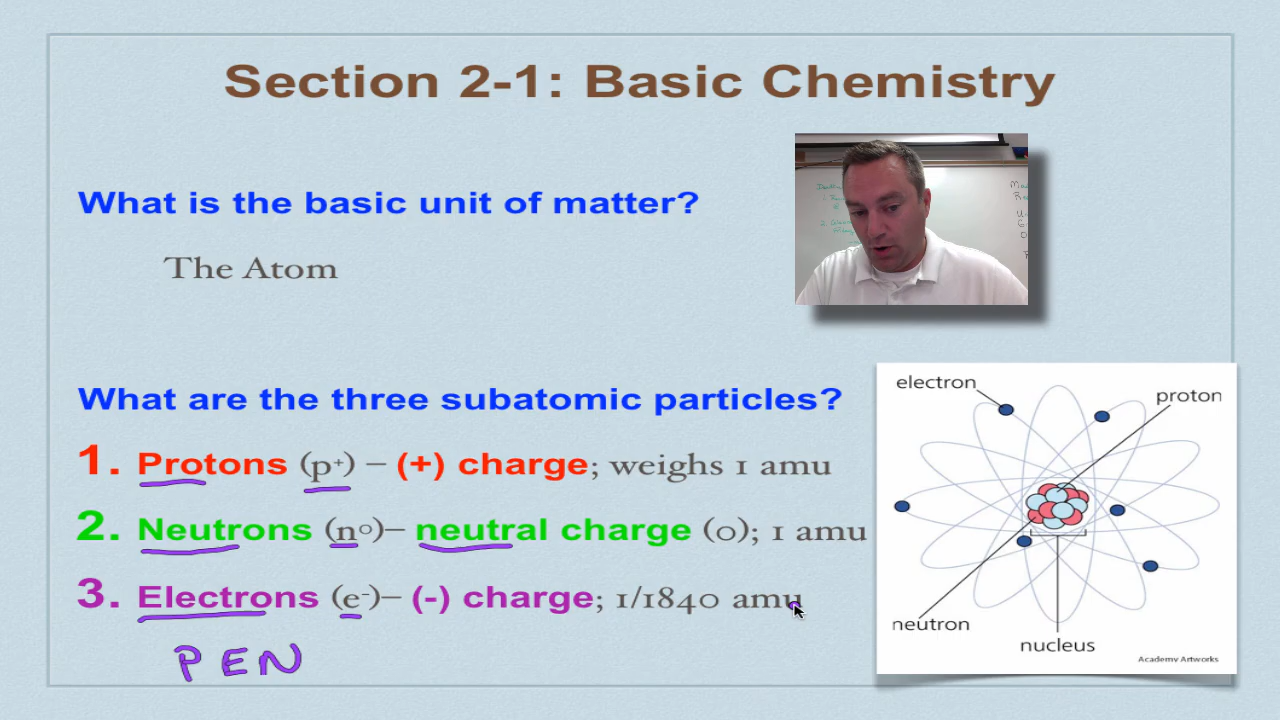 Section 2-1: Basic Chemistry
What is the basic unit of matter?
The Atom
What are the three subatomic particles?
1. Protons (p⁺) – (+) charge; weighs 1 amu
2. Neutrons (n⁰)– neutral charge (0); 1 amu
3. Electrons (e⁻)– (-) charge; 1/1840 amu
PEN
electron
proton
neutron
nucleus
Academy Artworks